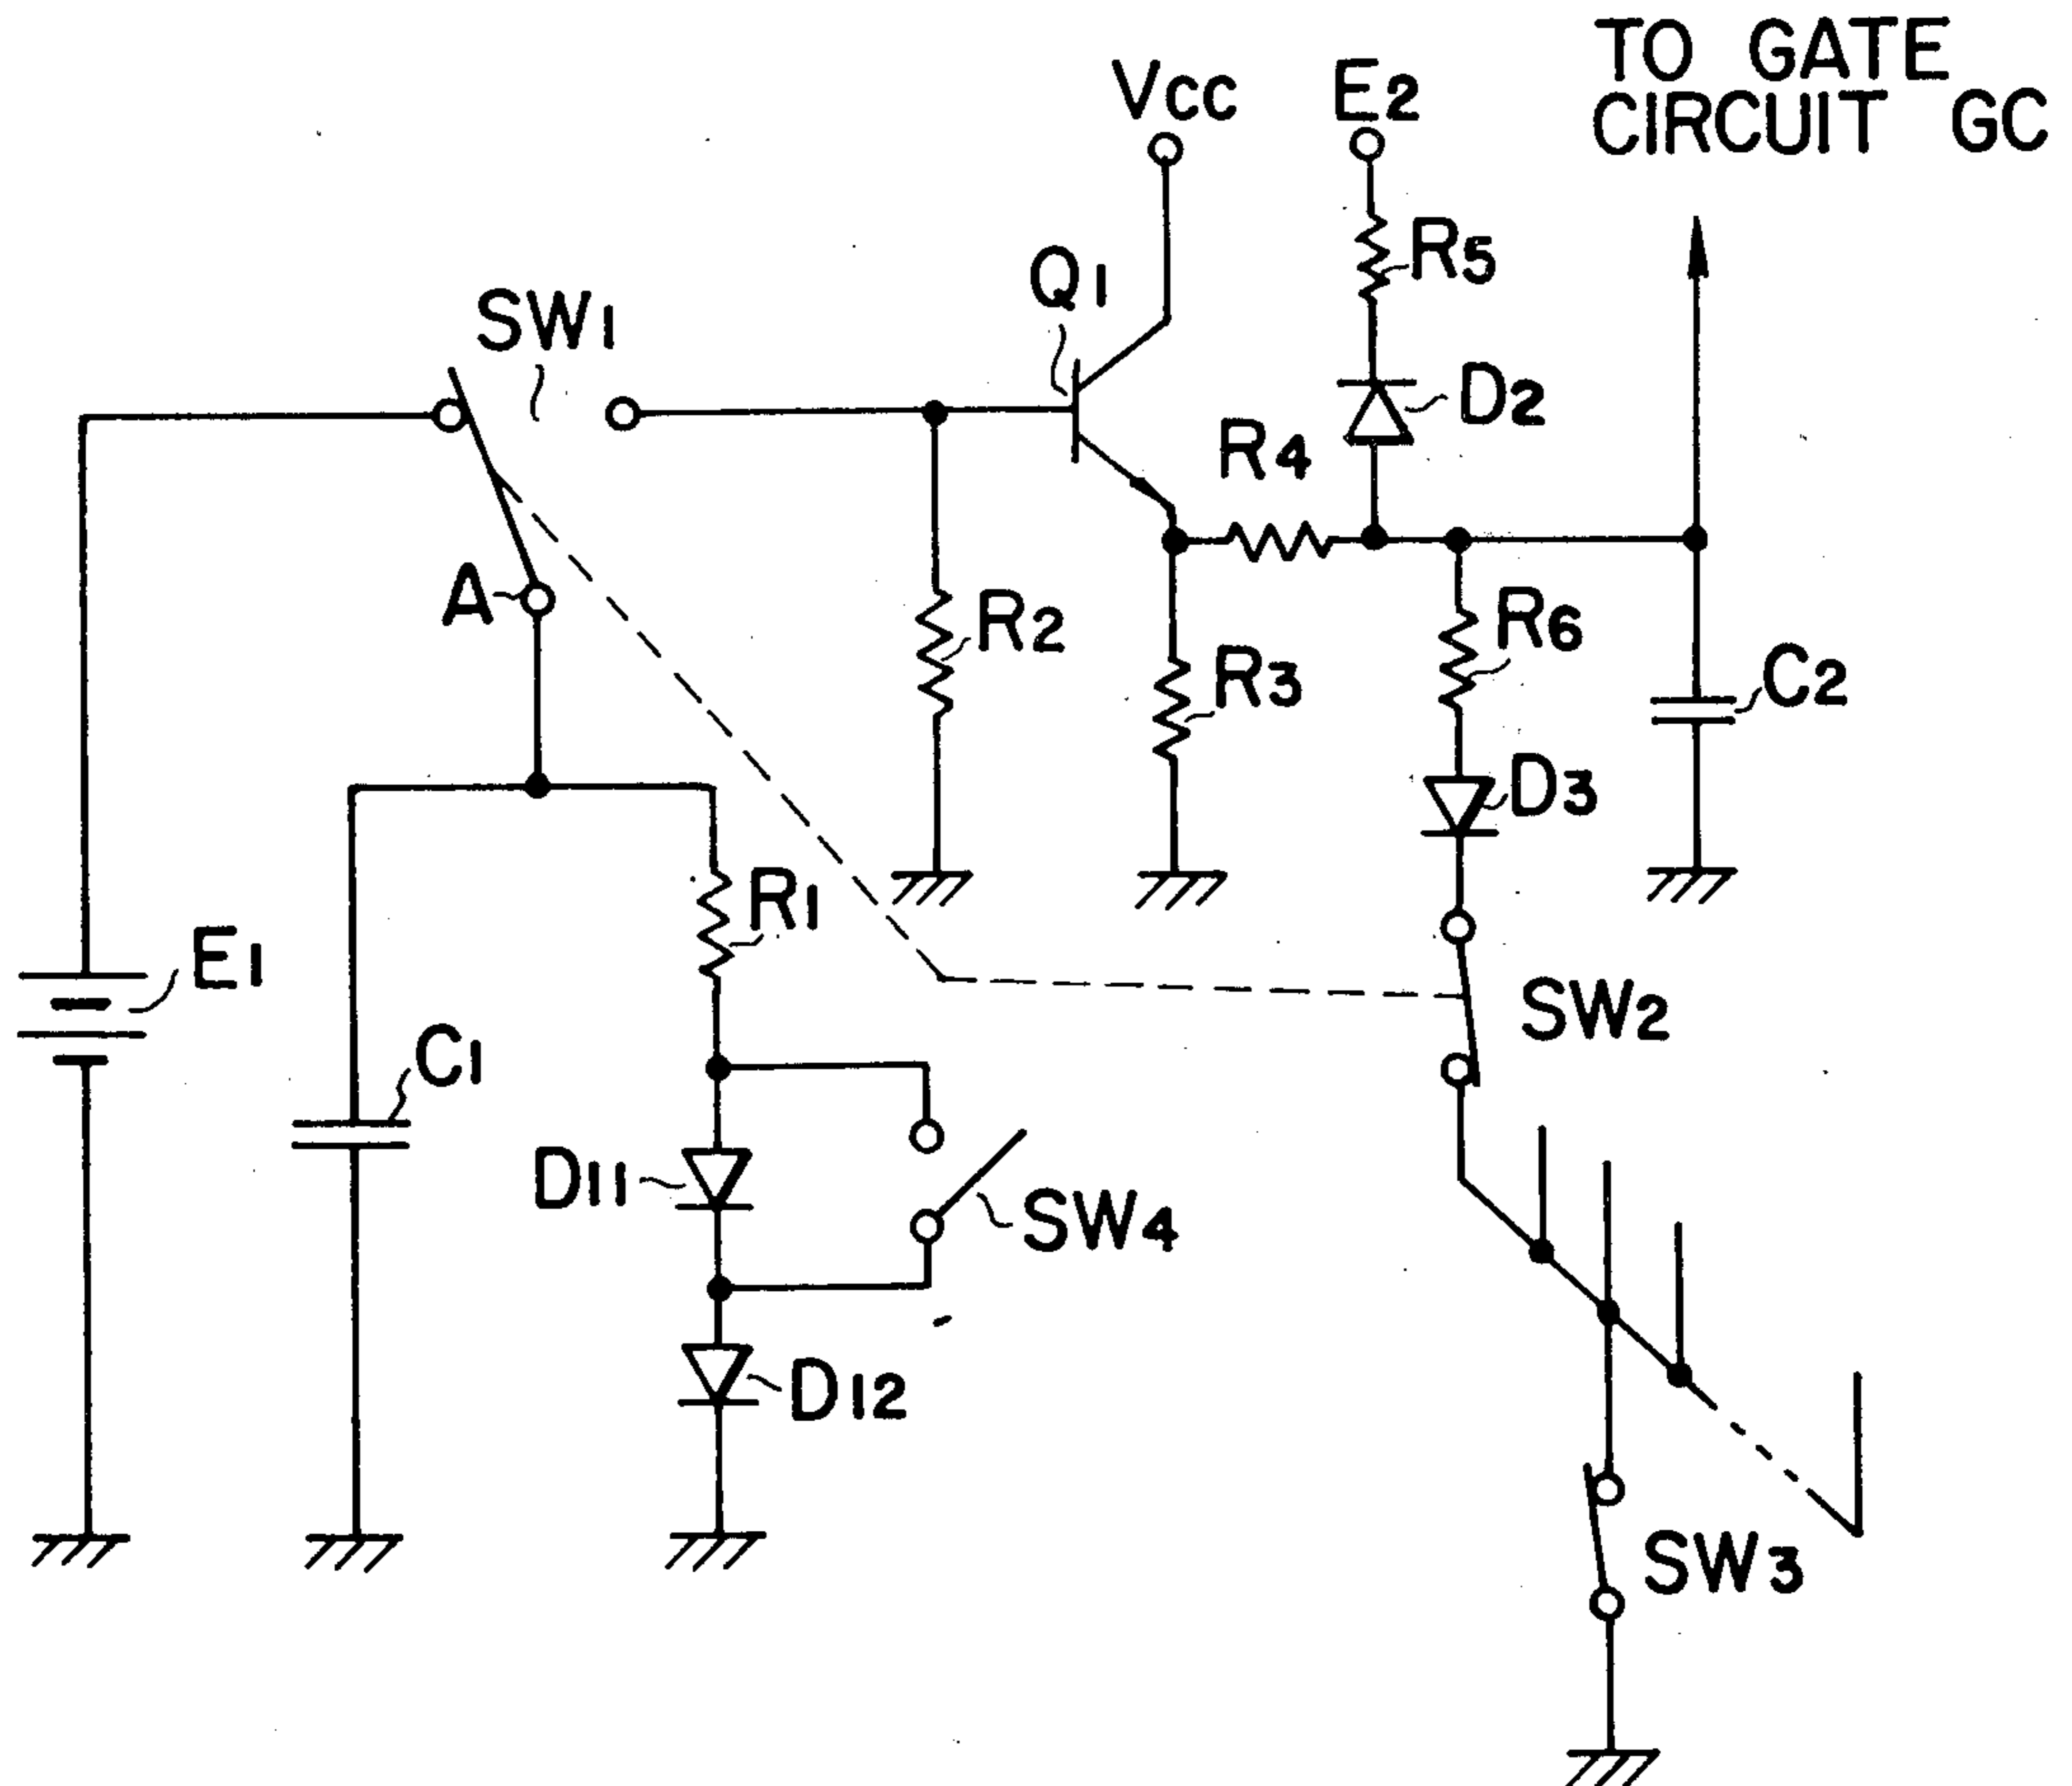 TO GATE
CIRCUIT GC
VCC
E2
R5
Q1
SW1
D2
R4
A
R2
R6
R3
C2
D3
R1
E1
SW2
C1
D11
SW4
D12
SW3